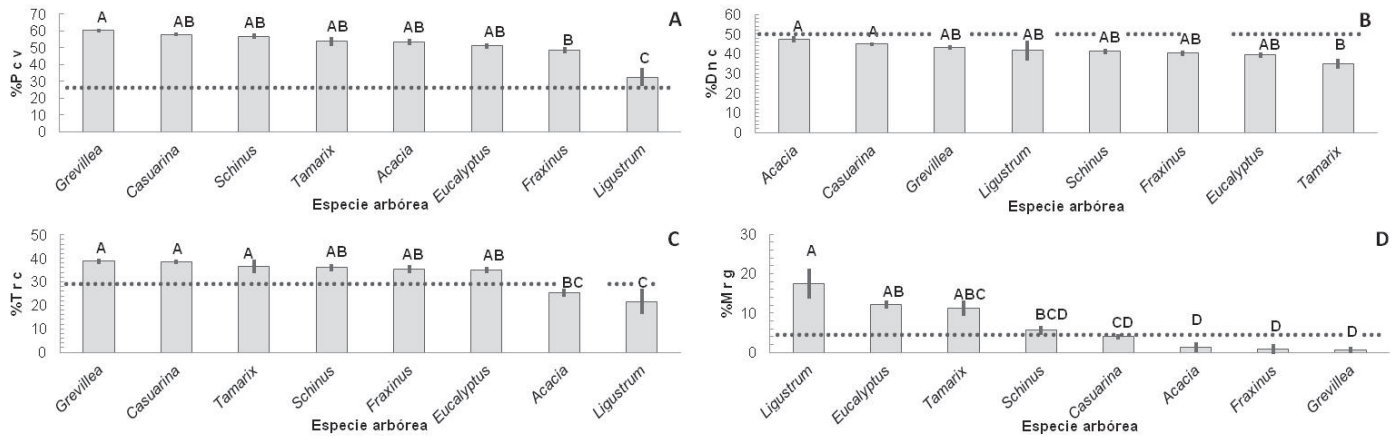 A
%P c v
70
60
50
40
30
20
10
0
A AB AB AB AB AB B C
Grevillea Casuarina Schinus Tamarix Acacia Eucalyptus Fraxinus Ligustrum
Especie arbórea
B
%D n c
60
50
40
30
20
10
0
A A AB AB AB AB AB B
Acacia Casuarina Grevillea Ligustrum Schinus Fraxinus Eucalyptus Tamarix
Especie arbórea
C
%T r c
50
40
30
20
10
0
A A A AB AB AB BC C
Grevillea Casuarina Tamarix Schinus Fraxinus Eucalyptus Acacia Ligustrum
Especie arbórea
D
%M r g
30
20
10
0
A AB ABC BCD CD D D D
Ligustrum Eucalyptus Tamarix Schinus Casuarina Acacia Fraxinus Grevillea
Especie arbórea